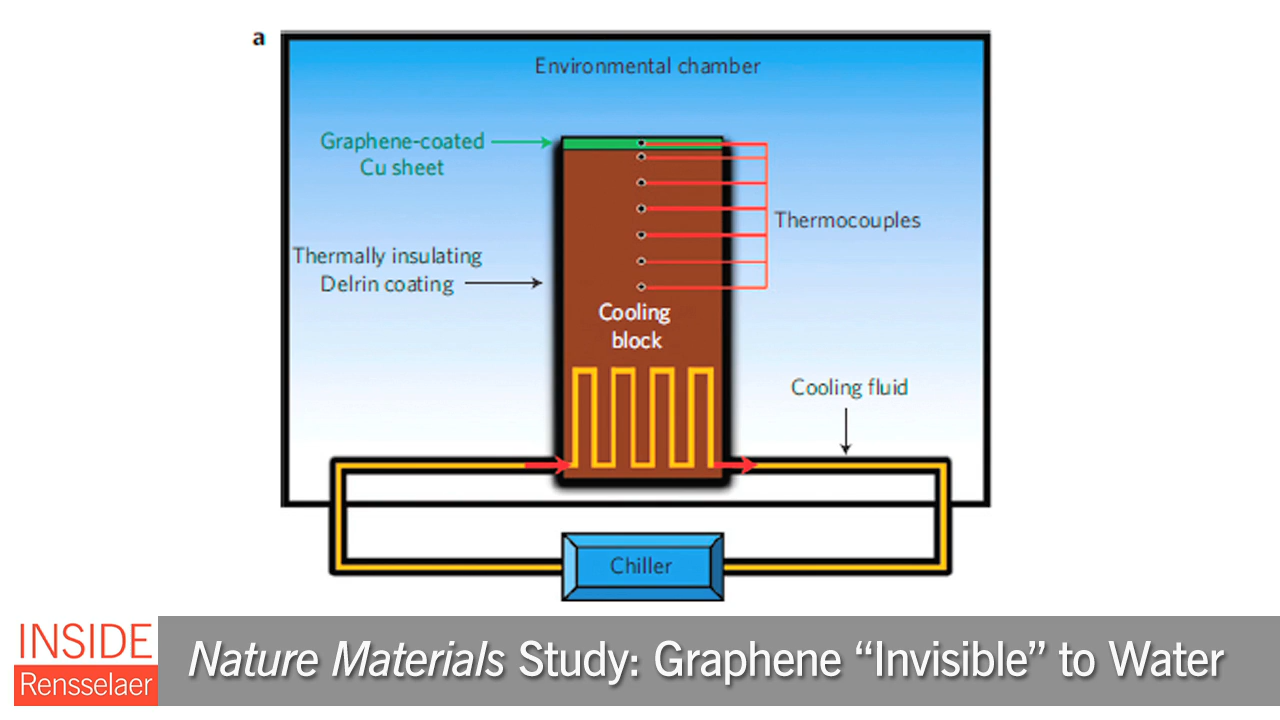 a
Environmental chamber
Graphene-coated
Cu sheet
Thermocouples
Thermally insulating
Delrin coating
Cooling
block
Cooling fluid
Chiller
INSIDE
Rensselaer
Nature Materials Study: Graphene “Invisible” to Water